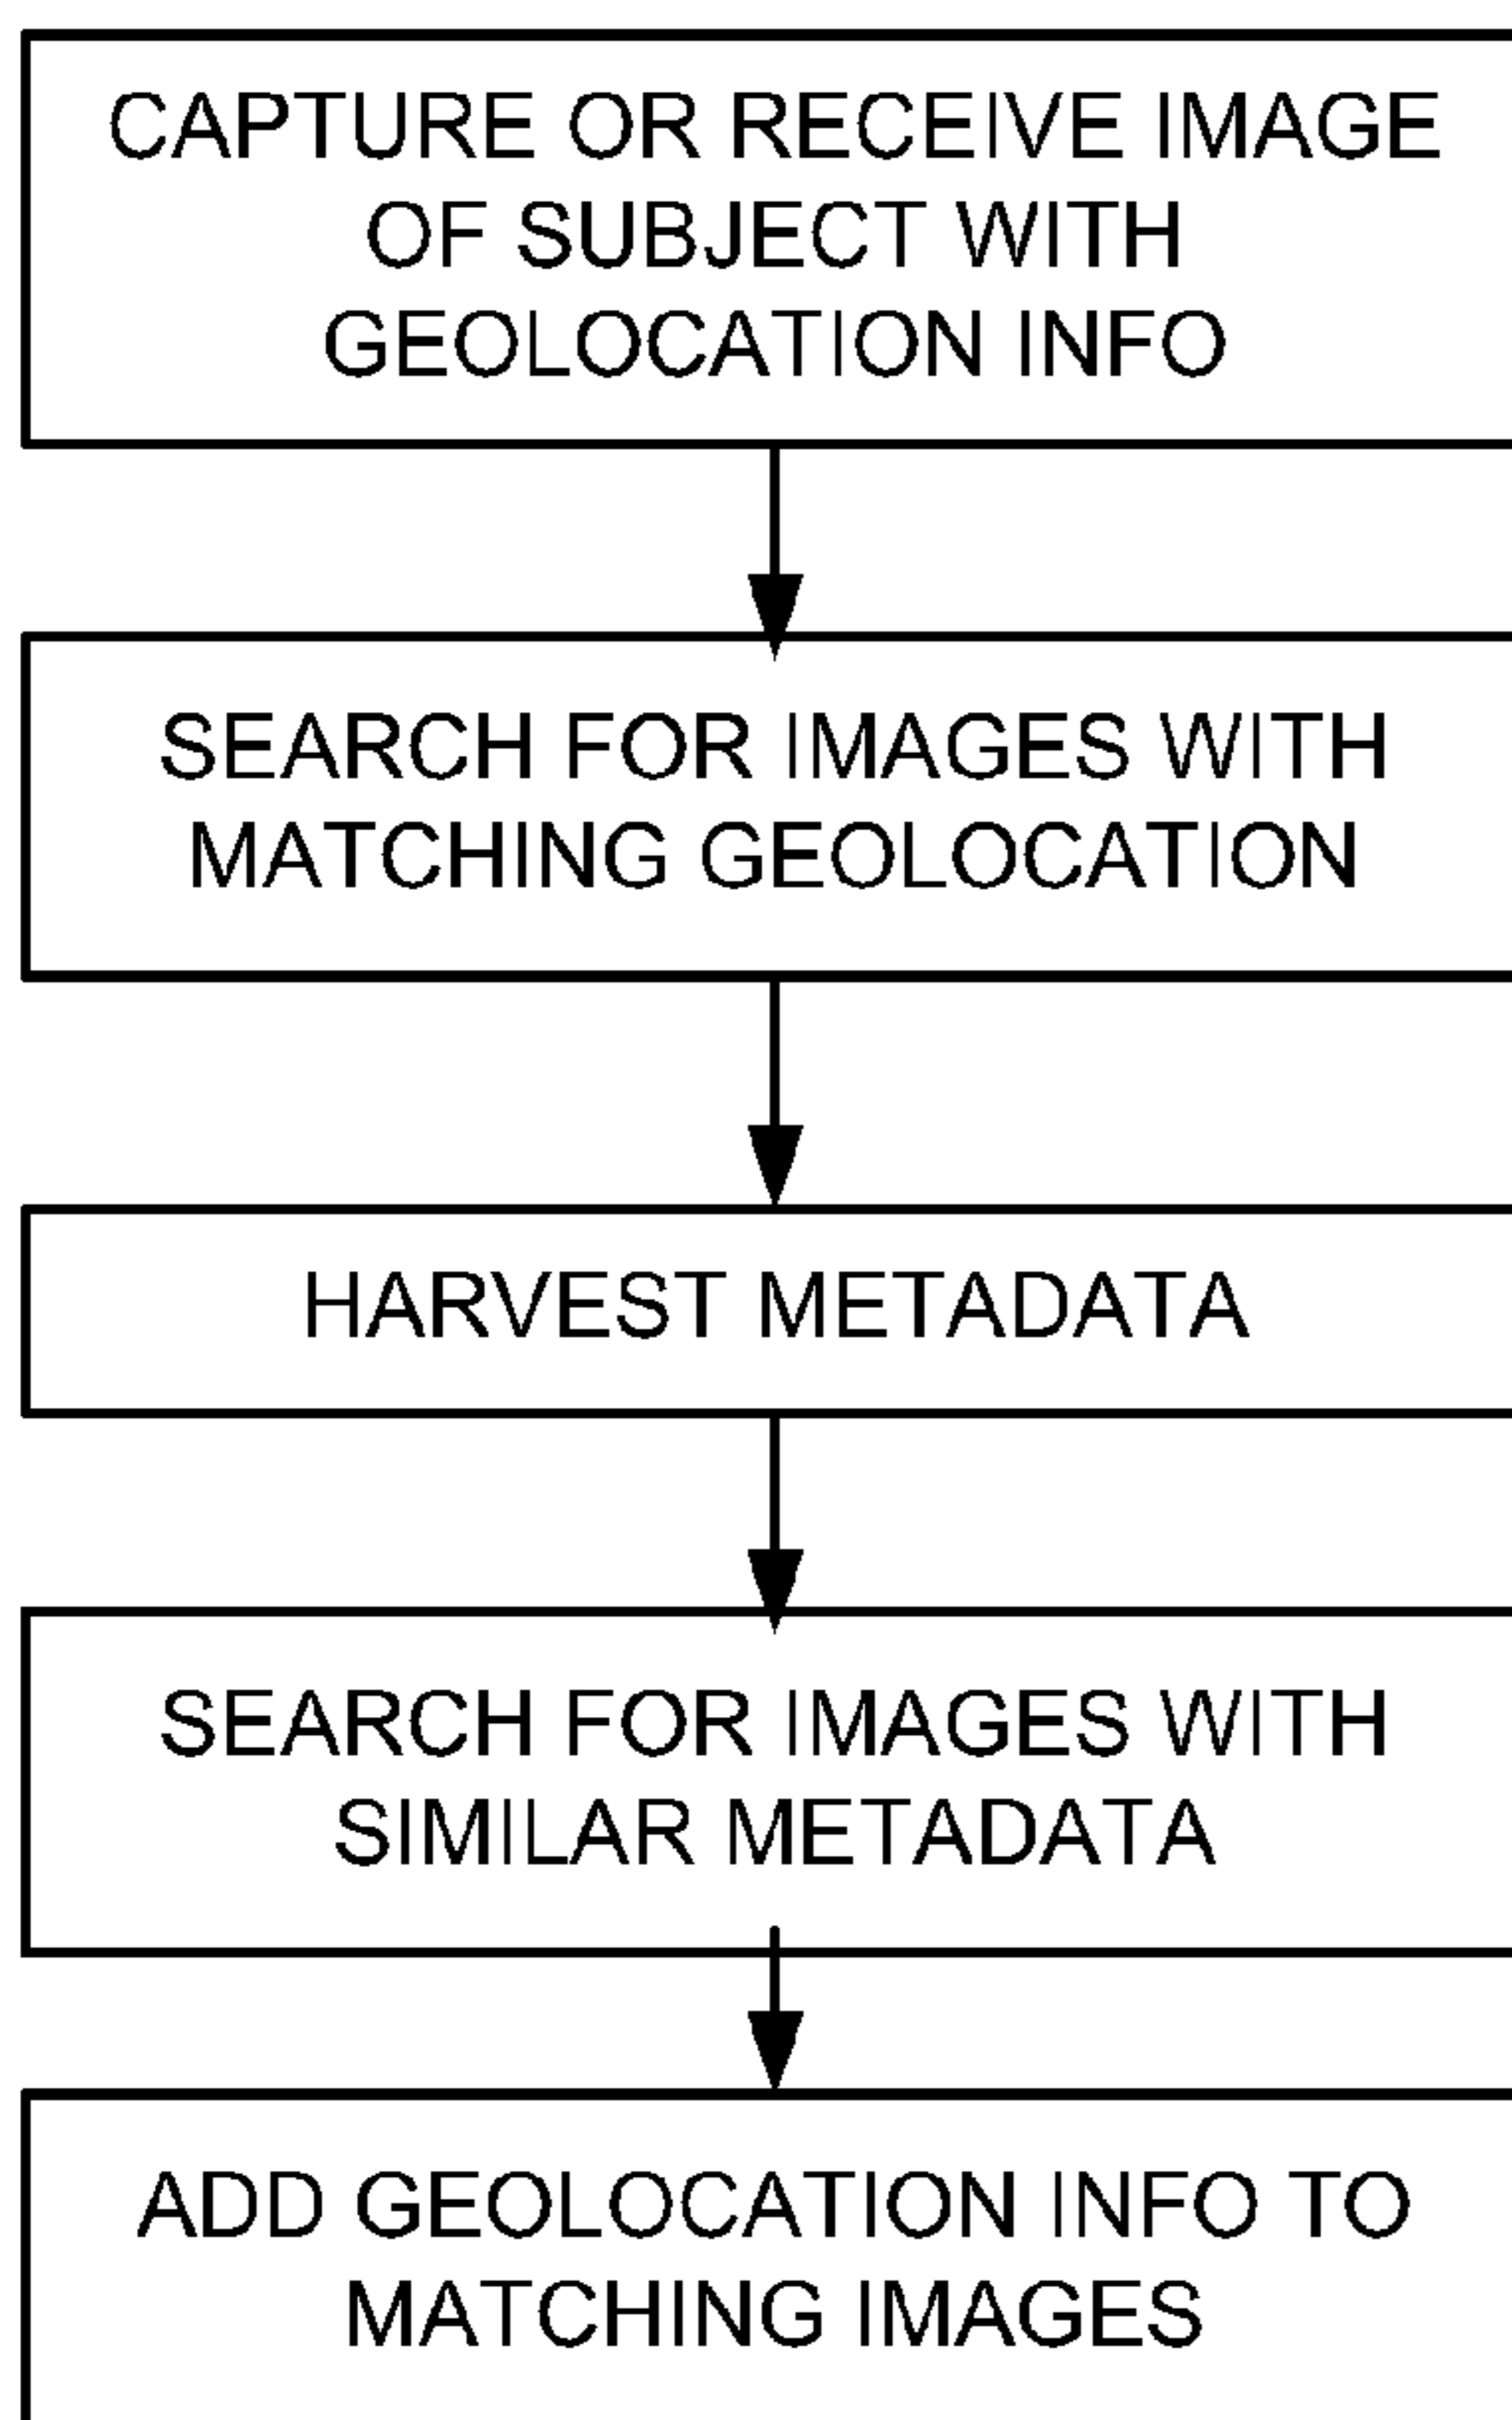 CAPTURE OR RECEIVE IMAGE
OF SUBJECT WITH
GEOLOCATION INFO
SEARCH FOR IMAGES WITH
MATCHING GEOLOCATION
HARVEST METADATA
SEARCH FOR IMAGES WITH
SIMILAR METADATA
ADD GEOLOCATION INFO TO
MATCHING IMAGES